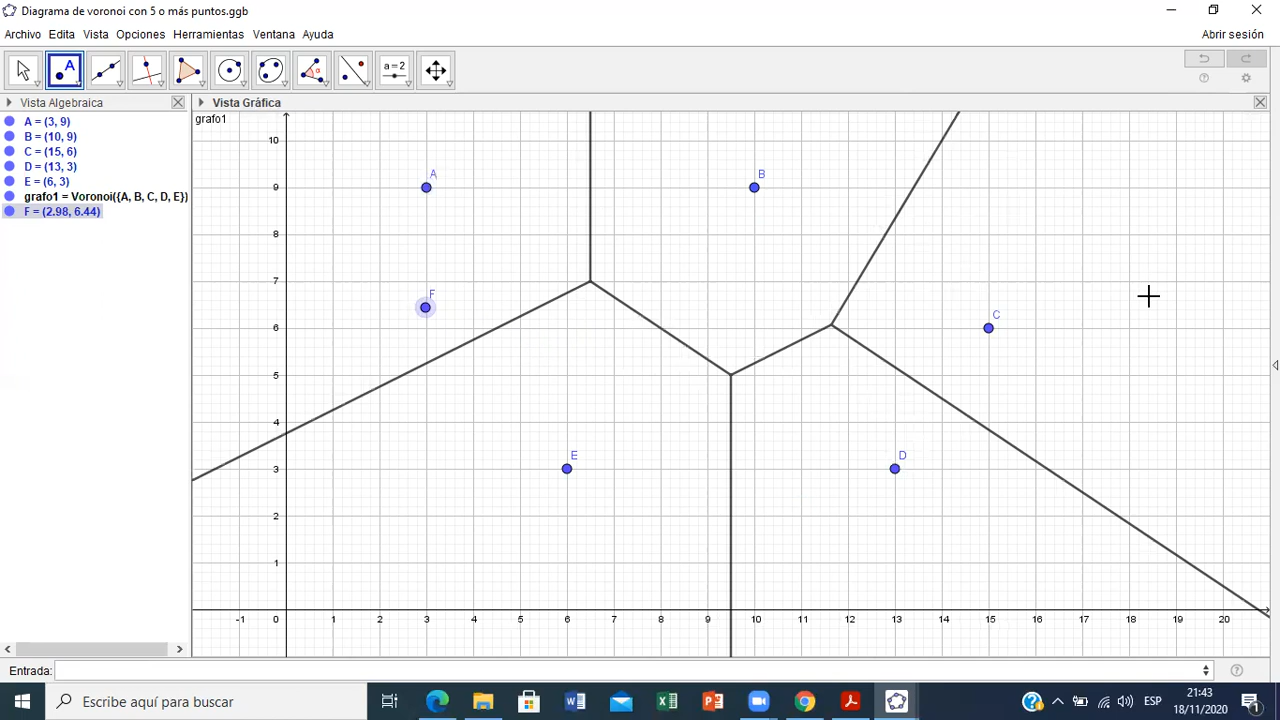 Diagrama de voronoi con 5 o más puntos.ggb
Archivo Edita Vista Opciones Herramientas Ventana Ayuda
Abrir sesión
A
a=2
Vista Algebraica
Vista Gráfica
A = (3, 9)
B = (10, 9)
C = (15, 6)
D = (13, 3)
E = (6, 3)
grafo1 = Voronoi({A, B, C, D, E})
F = (2.98, 6.44)
grafo1
10
9
8
7
6
5
4
3
2
1
A
B
F
C
E
D
-1 0 1 2 3 4 5 6 7 8 9 10 11 12 13 14 15 16 17 18 19 20
Entrada:
Escribe aquí para buscar
ESP
21:43
18/11/2020
1